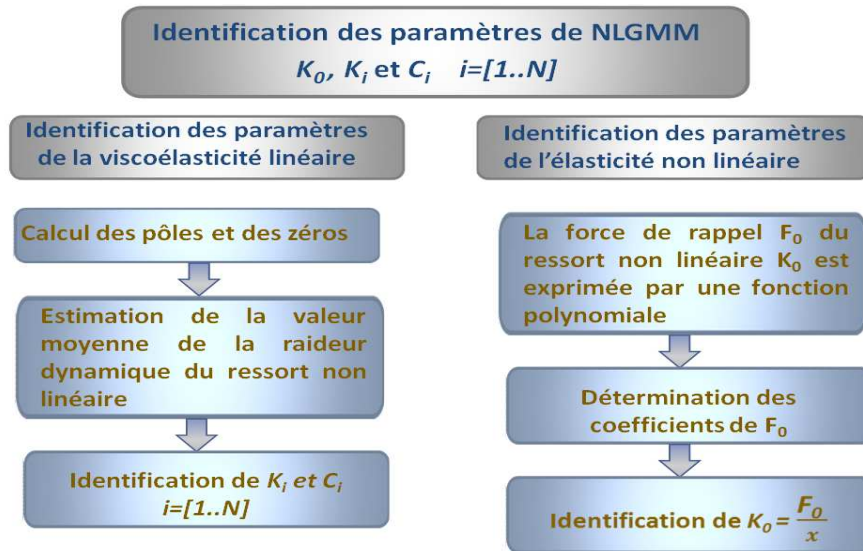 Identification des paramètres de NLGMM
K₀, Kᵢ et Cᵢ i=[1..N]
Identification des paramètres
de la viscoélasticité linéaire
Calcul des pôles et des zéros
Estimation de la valeur
moyenne de la raideur
dynamique du ressort non
linéaire
Identification de Kᵢ et Cᵢ
i=[1..N]
Identification des paramètres
de l'élasticité non linéaire
La force de rappel F₀ du
ressort non linéaire K₀ est
exprimée par une fonction
polynomiale
Détermination des
coefficients de F₀
Identification de K₀ = F₀/x